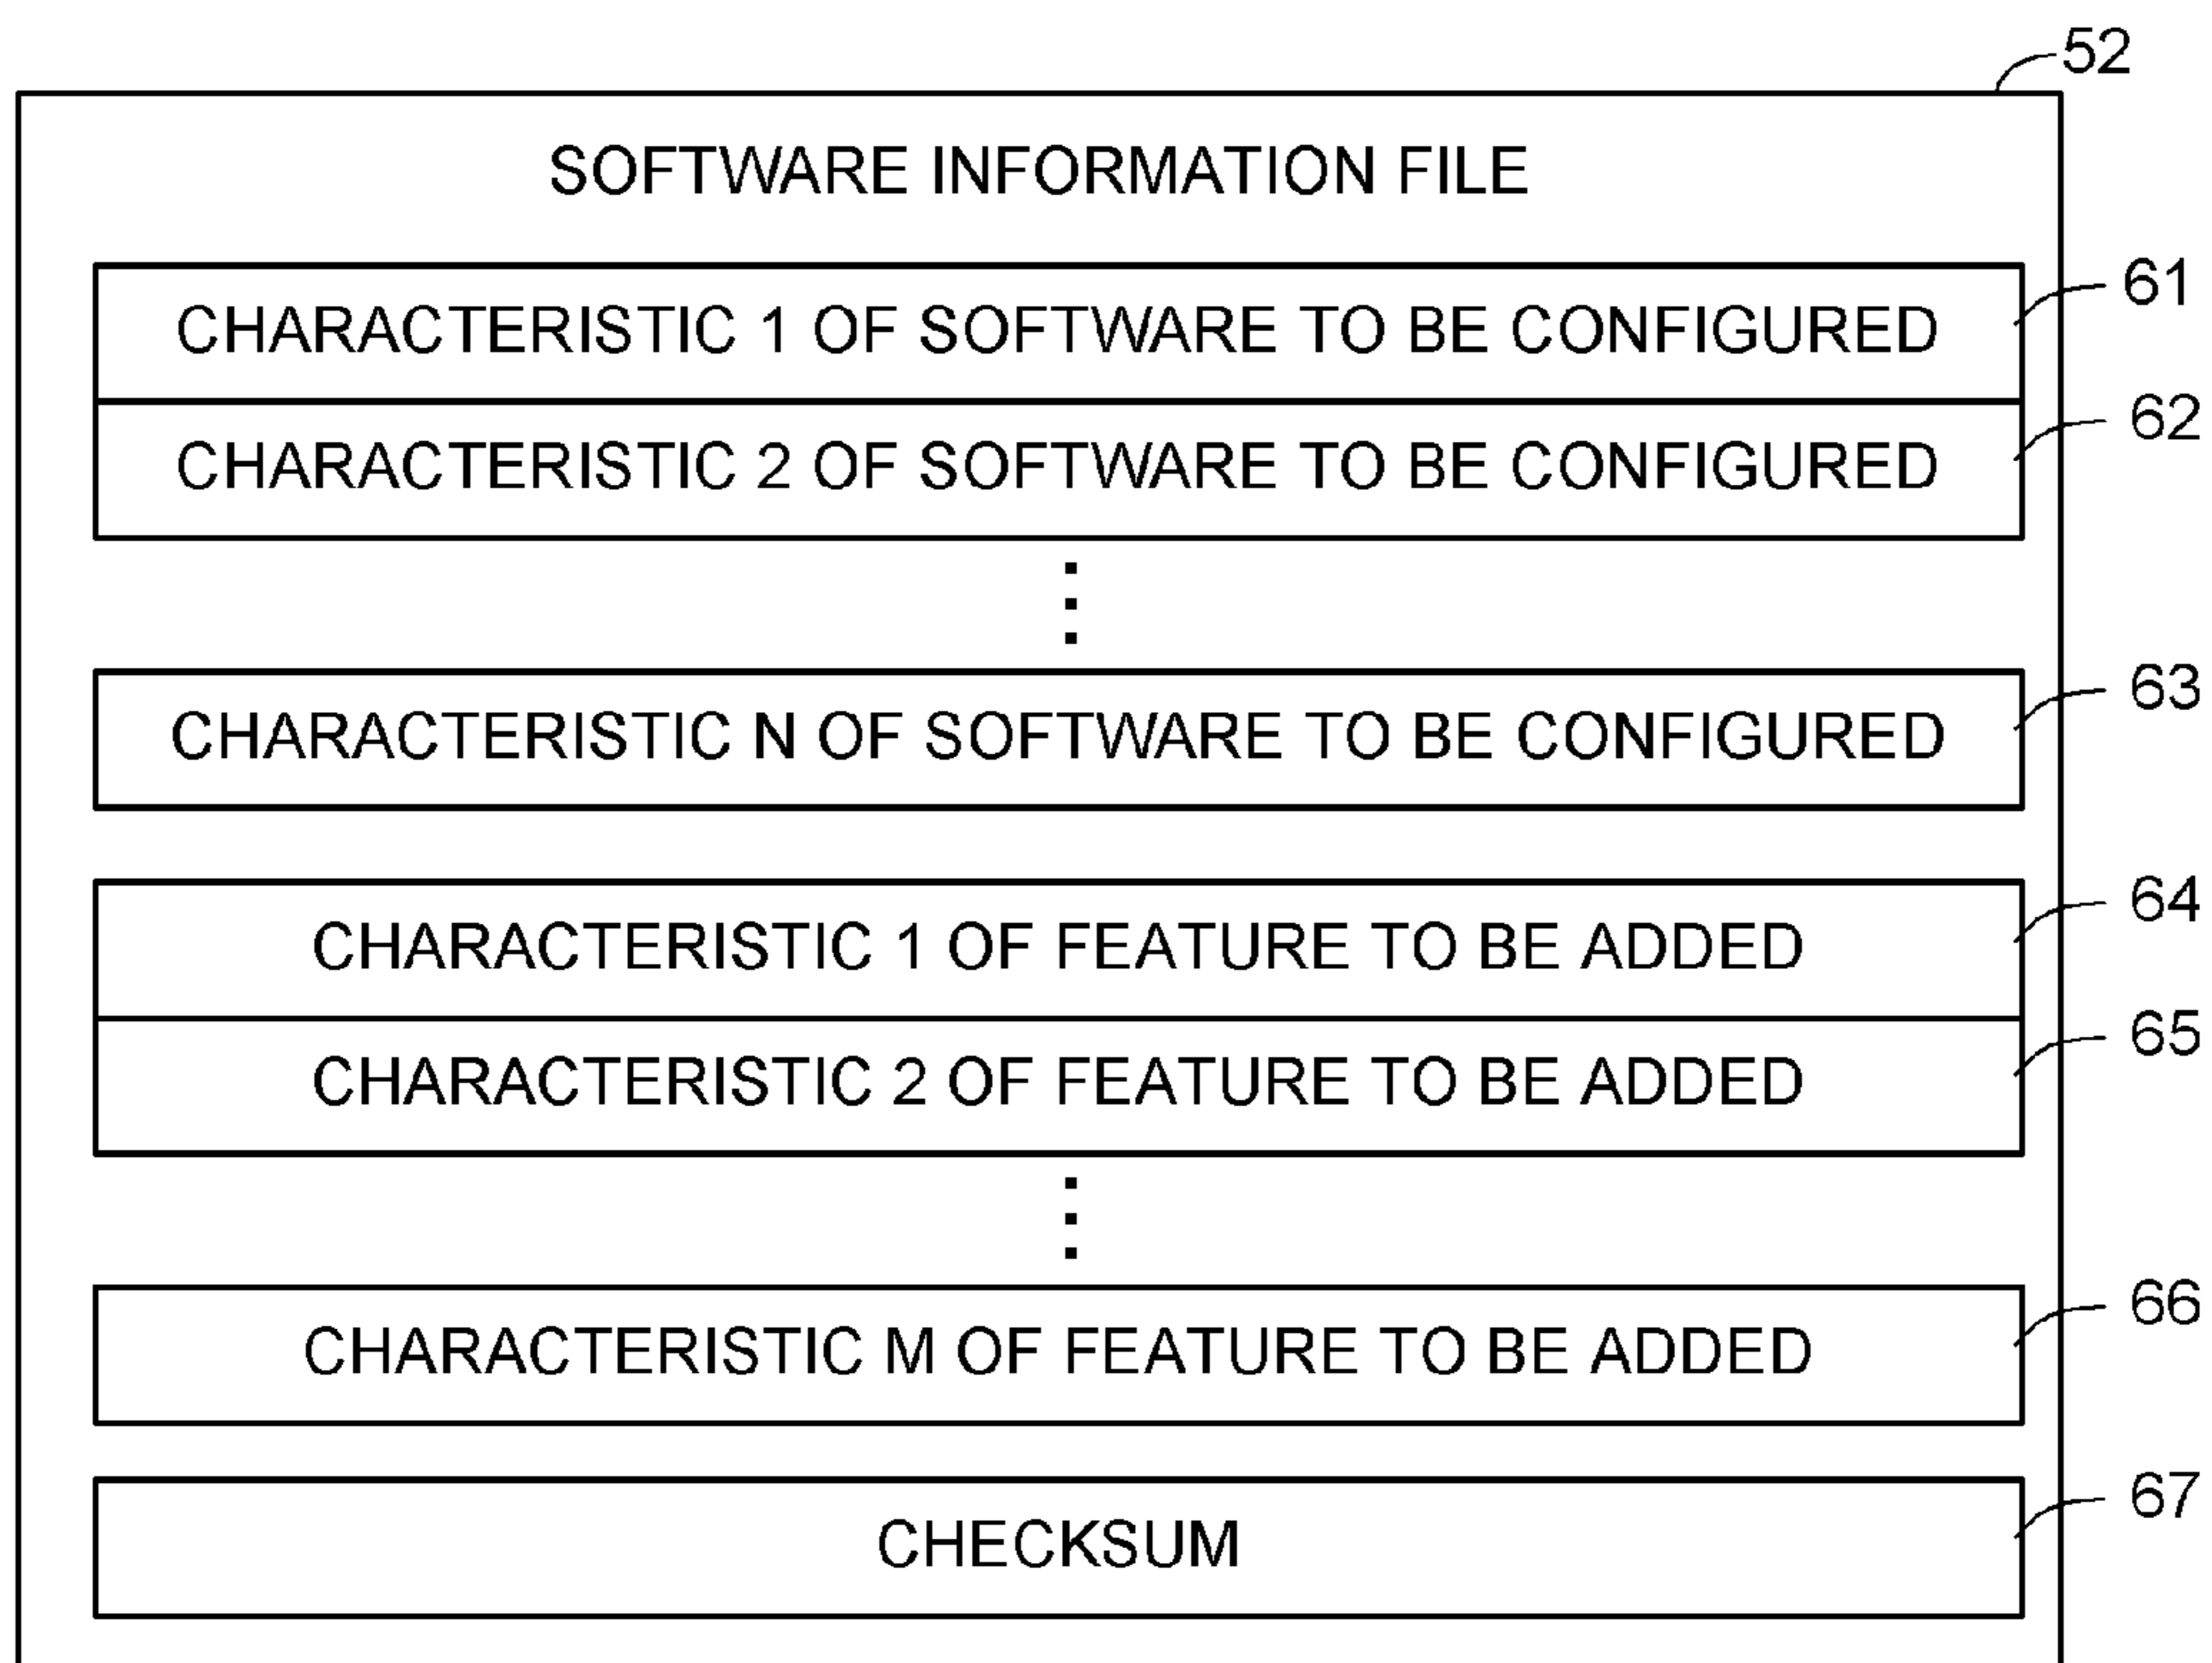 52
SOFTWARE INFORMATION FILE
61
CHARACTERISTIC 1 OF SOFTWARE TO BE CONFIGURED
62
CHARACTERISTIC 2 OF SOFTWARE TO BE CONFIGURED
63
CHARACTERISTIC N OF SOFTWARE TO BE CONFIGURED
64
CHARACTERISTIC 1 OF FEATURE TO BE ADDED
65
CHARACTERISTIC 2 OF FEATURE TO BE ADDED
66
CHARACTERISTIC M OF FEATURE TO BE ADDED
67
CHECKSUM